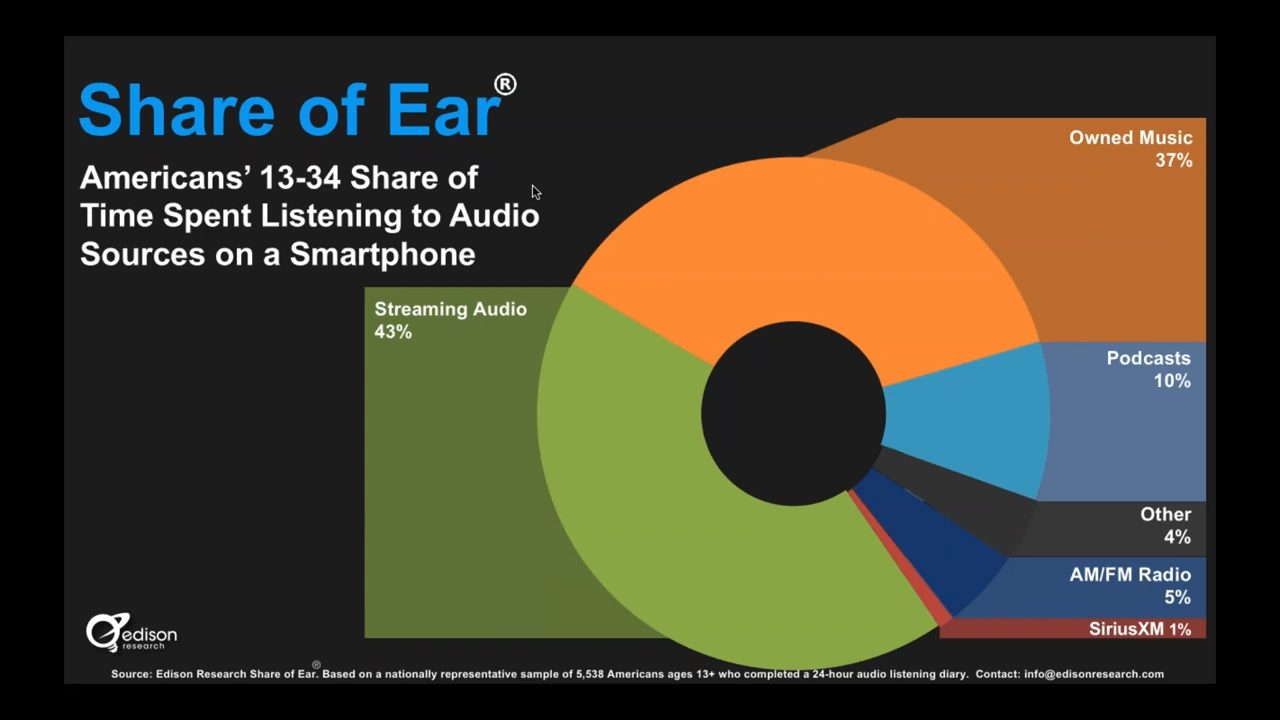 Share of Ear®
Americans’ 13-34 Share of
Time Spent Listening to Audio
Sources on a Smartphone
Owned Music
37%
Streaming Audio
43%
Podcasts
10%
Other
4%
AM/FM Radio
5%
SiriusXM 1%
edison
research
Source: Edison Research Share of Ear.® Based on a nationally representative sample of 5,538 Americans ages 13+ who completed a 24-hour audio listening diary. Contact: info@edisonresearch.com